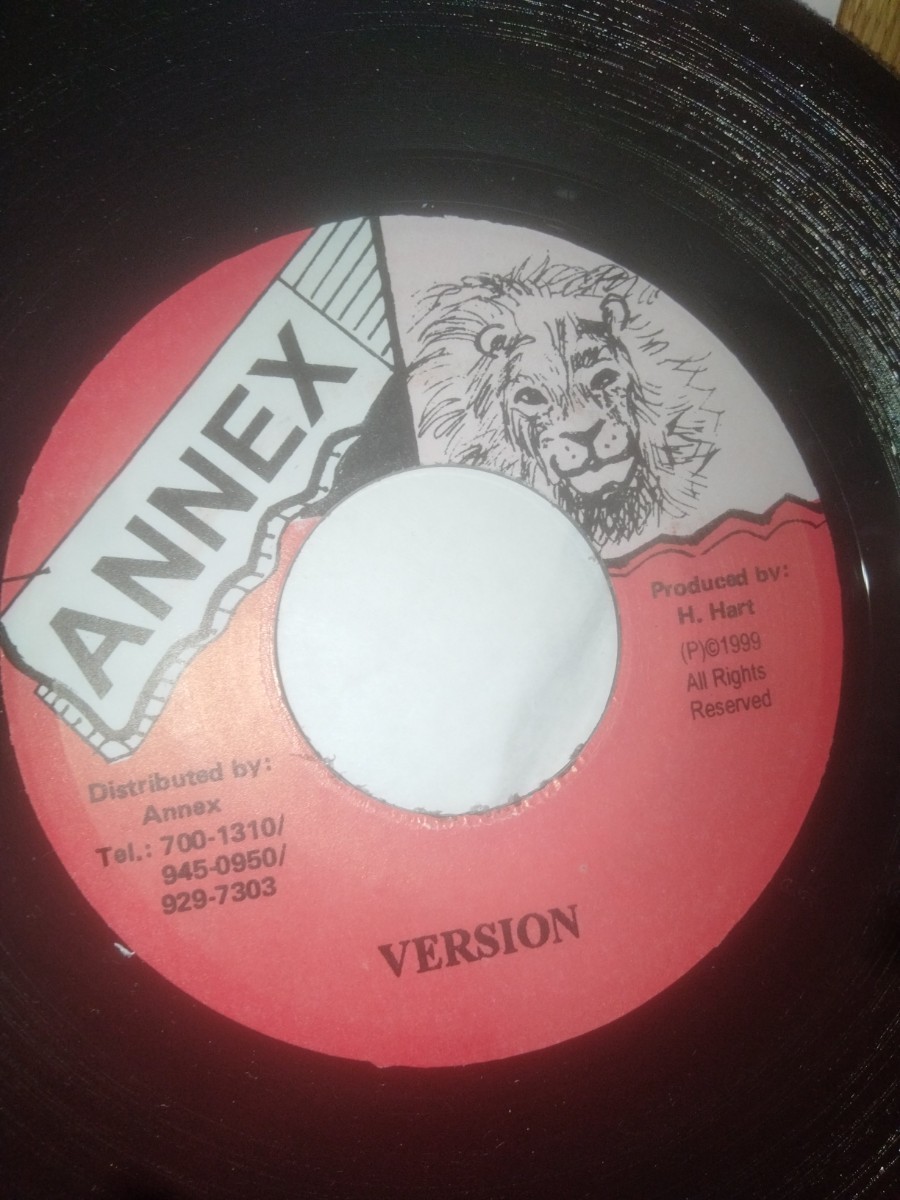 ANNEX
Produced by:
H. Hart
(P)©1999
All Rights
Reserved
Distributed by:
Annex
Tel.: 700-1310/
945-0950/
929-7303
VERSION